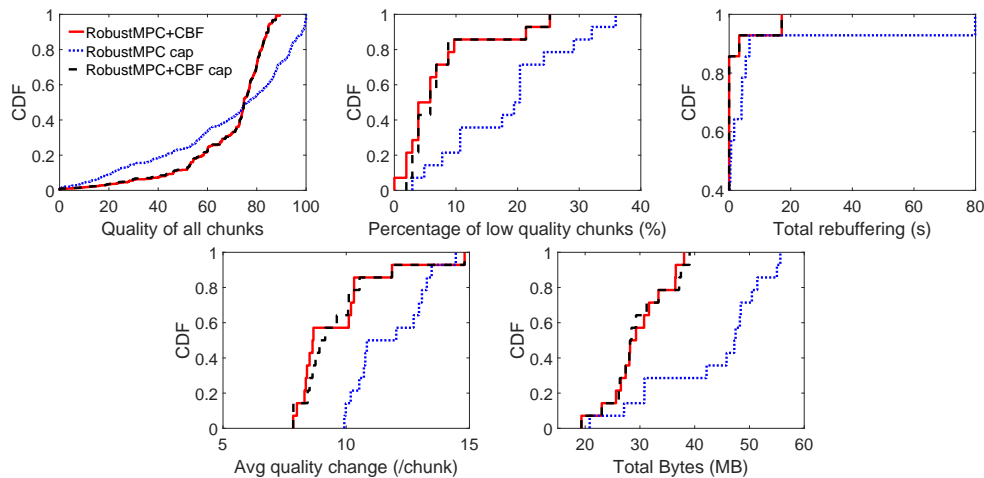 1
0.8
0.6
0.4
0.2
0
CDF
RobustMPC+CBF
RobustMPC cap
RobustMPC+CBF cap
0 20 40 60 80 100
Quality of all chunks
1
0.8
0.6
0.4
0.2
0
CDF
0 10 20 30 40
Percentage of low quality chunks (%)
1
0.8
0.6
0.4
CDF
0 20 40 60 80
Total rebuffering (s)
1
0.8
0.6
0.4
0.2
0
CDF
5 10 15
Avg quality change (/chunk)
1
0.8
0.6
0.4
0.2
0
CDF
20 30 40 50 60
Total Bytes (MB)